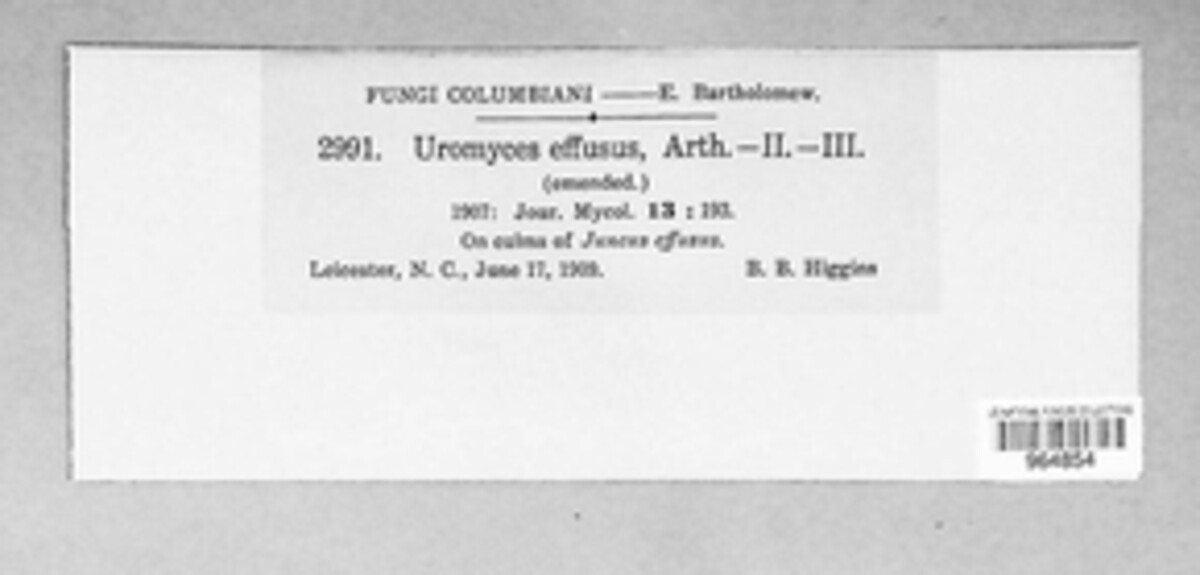 FUNGI COLUMBIANI —— E. Bartholomew.
2991. Uromyces effusus, Arth.—II.—III.
(emended.)
1907: Jour. Mycol. 13 : 193.
On culms of Juncus effusus.
Leicester, N. C., June 17, 1909. B. B. Higgins
964854